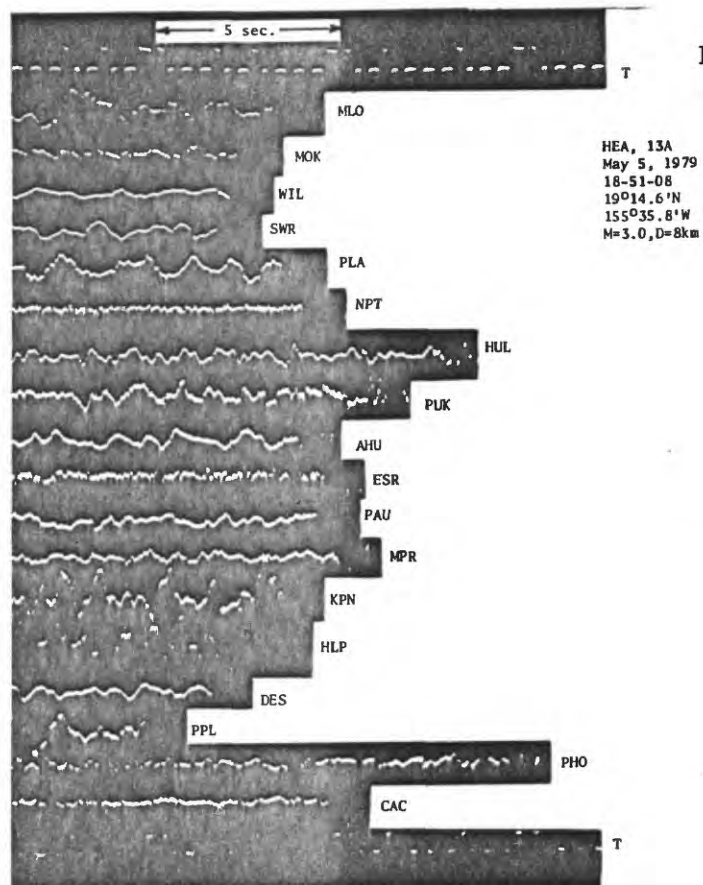 5 sec.
T
MLO
HEA, 13A
MOK
May 5, 1979
18-51-08
WIL
19°14.6'N
155°35.8'W
SWR
M=3.0,D=8km
PLA
NPT
HUL
PUK
AHU
ESR
PAU
MPR
KPN
HLP
DES
PPL
PHO
CAC
T